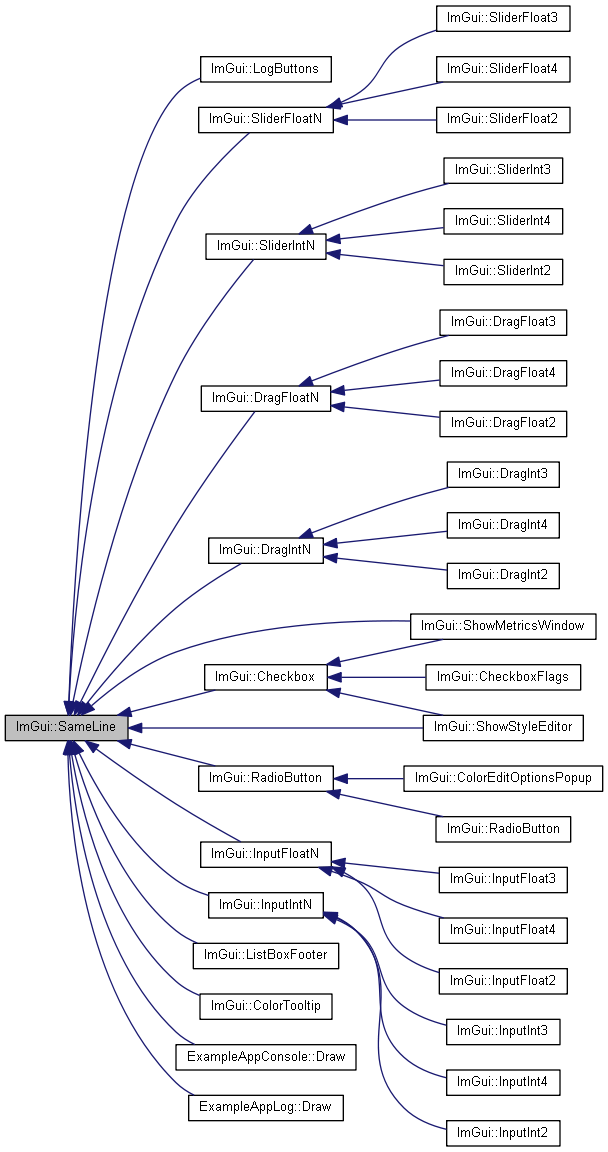 ImGui::SliderFloat3
ImGui::LogButtons
ImGui::SliderFloat4
ImGui::SliderFloatN
ImGui::SliderFloat2
ImGui::SliderInt3
ImGui::SliderInt4
ImGui::SliderIntN
ImGui::SliderInt2
ImGui::DragFloat3
ImGui::DragFloat4
ImGui::DragFloatN
ImGui::DragFloat2
ImGui::DragInt3
ImGui::DragInt4
ImGui::DragIntN
ImGui::DragInt2
ImGui::ShowMetricsWindow
ImGui::Checkbox
ImGui::CheckboxFlags
ImGui::SameLine
ImGui::ShowStyleEditor
ImGui::RadioButton
ImGui::ColorEditOptionsPopup
ImGui::RadioButton
ImGui::InputFloatN
ImGui::InputFloat3
ImGui::InputIntN
ImGui::InputFloat4
ImGui::ListBoxFooter
ImGui::InputFloat2
ImGui::ColorTooltip
ImGui::InputInt3
ExampleAppConsole::Draw
ImGui::InputInt4
ExampleAppLog::Draw
ImGui::InputInt2